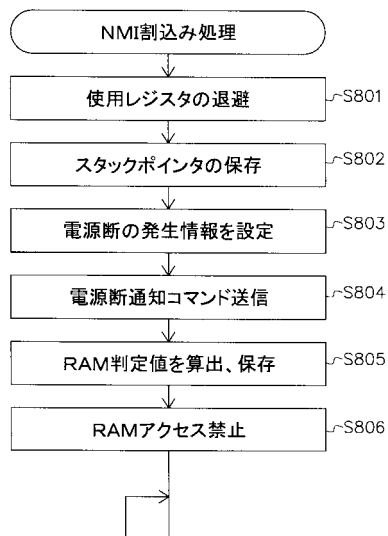 NMI割込み処理
使用レジスタの退避 S801
スタックポインタの保存 S802
電源断の発生情報を設定 S803
電源断通知コマンド送信 S804
RAM判定値を算出、保存 S805
RAMアクセス禁止 S806